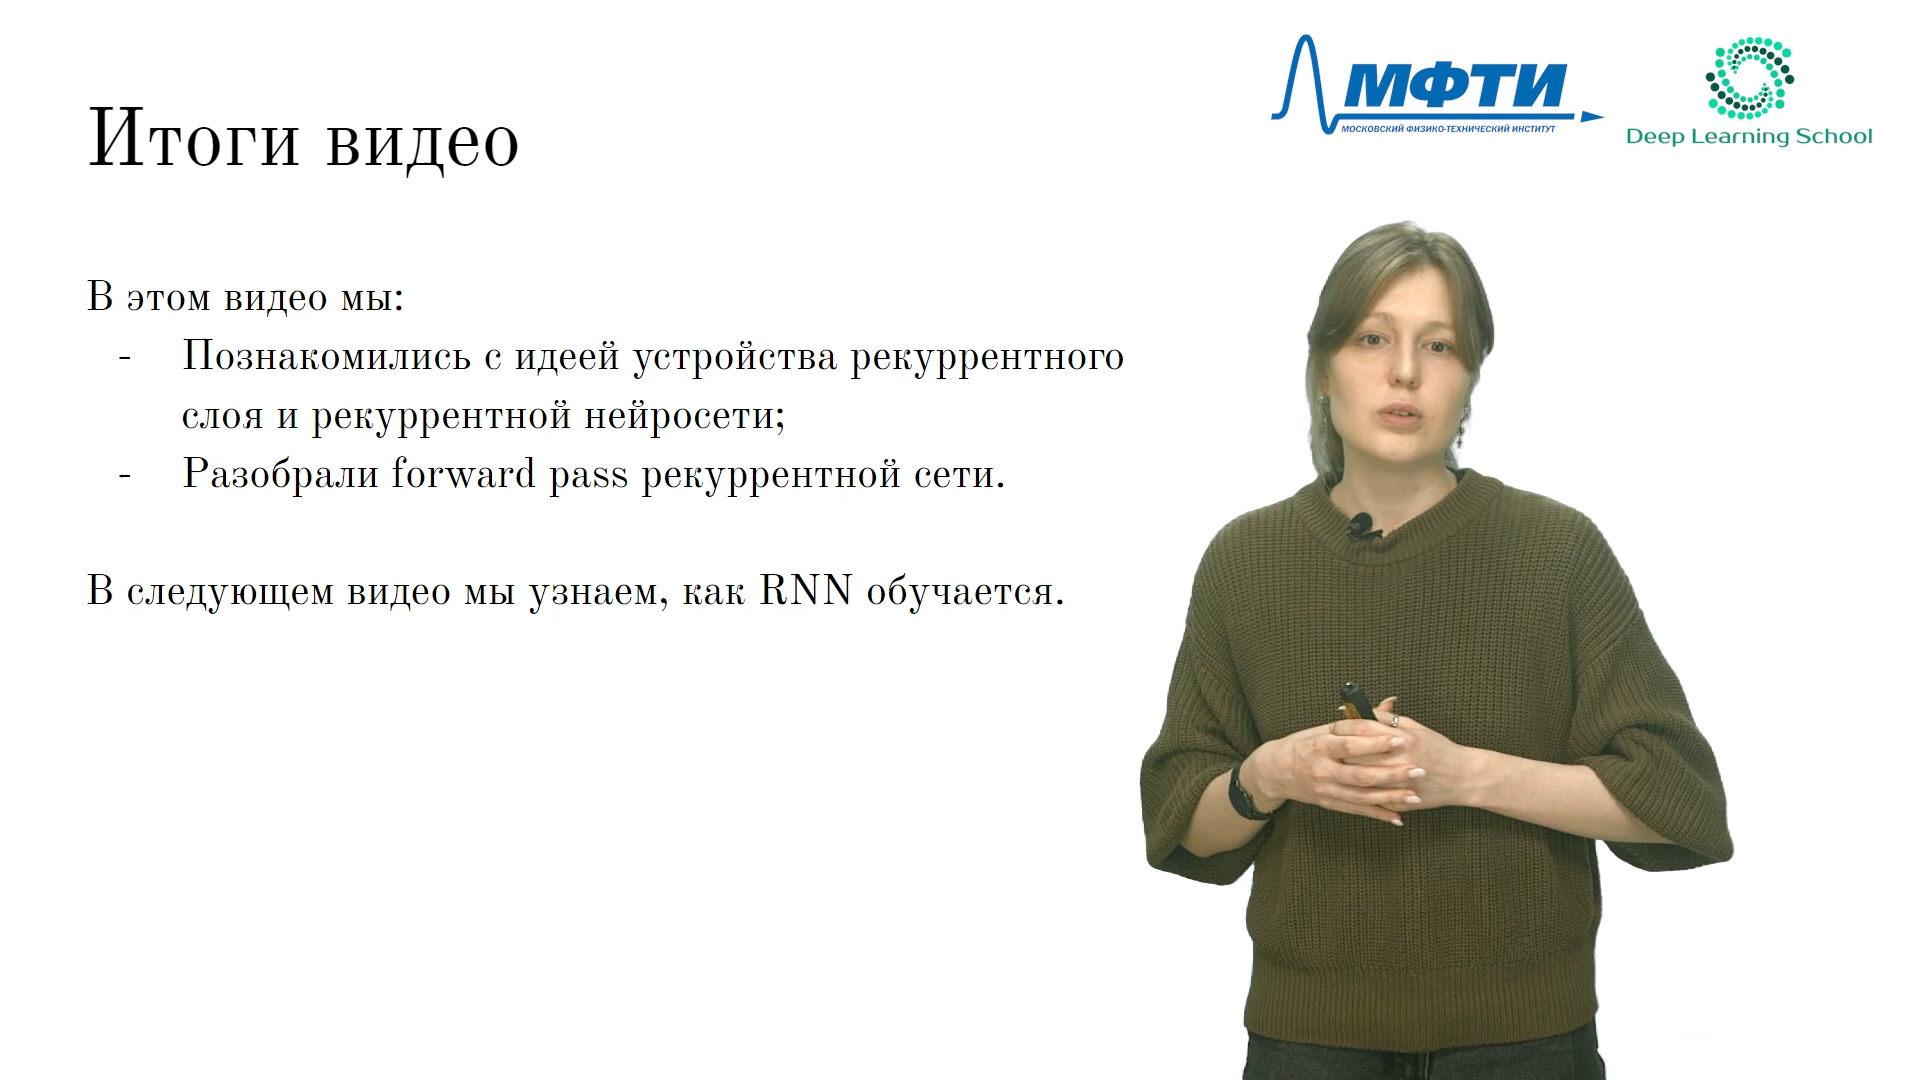 Итоги видео
МФТИ
МОСКОВСКИЙ ФИЗИКО-ТЕХНИЧЕСКИЙ ИНСТИТУТ
Deep Learning School
В этом видео мы:
- Познакомились с идеей устройства рекуррентного
слоя и рекуррентной нейросети;
- Разобрали forward pass рекуррентной сети.
В следующем видео мы узнаем, как RNN обучается.